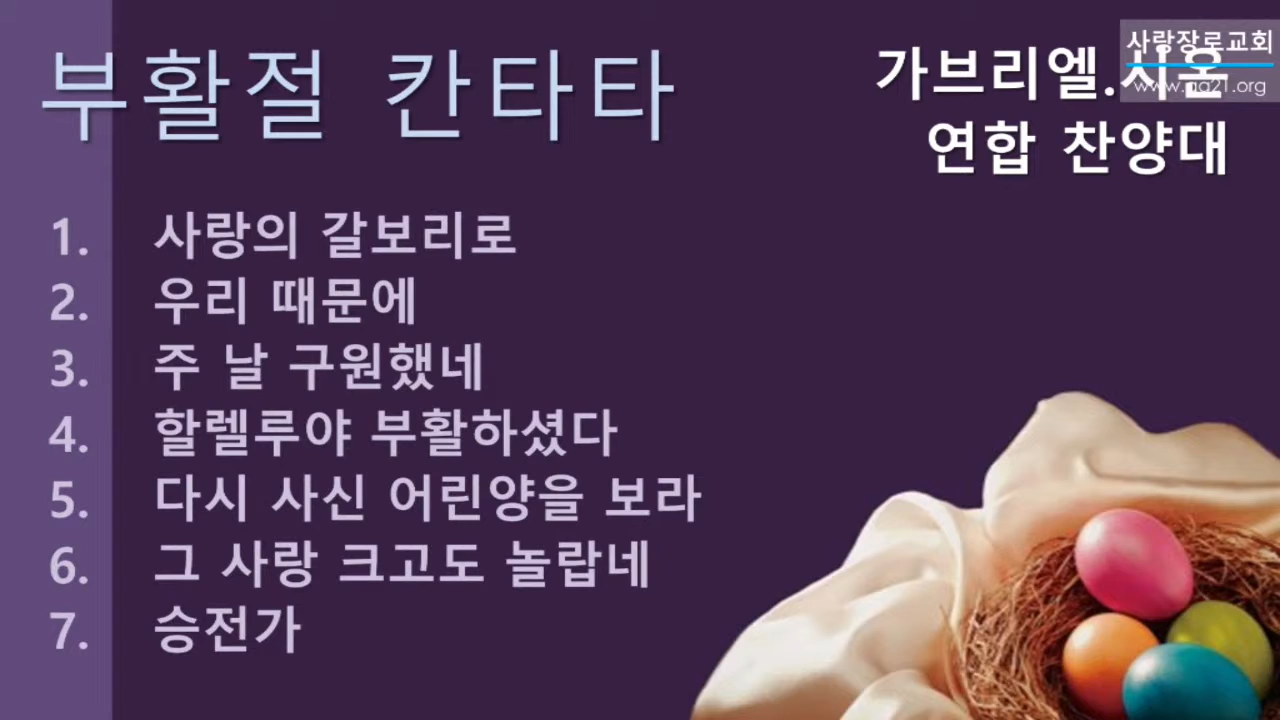 부활절 칸타타
가브리엘.시온
연합 찬양대
사랑장로교회
1. 사랑의 갈보리로
2. 우리 때문에
3. 주 날 구원했네
4. 할렐루야 부활하셨다
5. 다시 사신 어린양을 보라
6. 그 사랑 크고도 놀랍네
7. 승전가